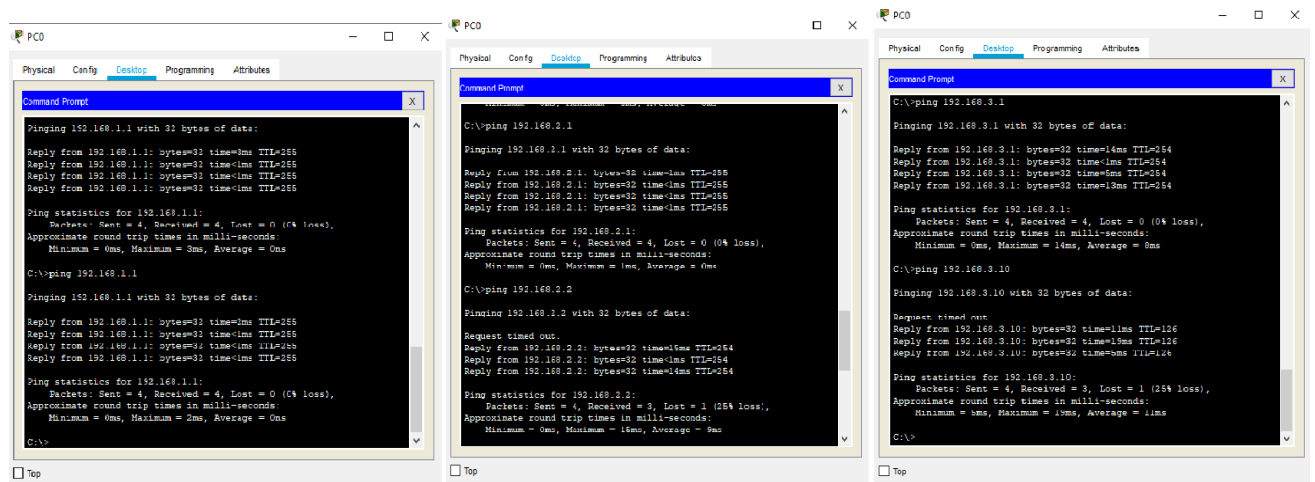 PC0
Physical Config Desktop Programming Attributes
Command Prompt
X
Pinging 192.168.1.1 with 32 bytes of data:
Reply from 192.168.1.1: bytes=32 time=3ms TTL=255
Reply from 192.168.1.1: bytes=32 time<1ms TTL=255
Reply from 192.168.1.1: bytes=32 time<1ms TTL=255
Reply from 192.168.1.1: bytes=32 time<1ms TTL=255
Ping statistics for 192.168.1.1:
Packets: Sent = 4, Received = 4, Lost = 0 (0% loss),
Approximate round trip times in milli-seconds:
Minimum = 0ms, Maximum = 3ms, Average = 0ms
C:\>ping 192.168.1.1
Pinging 192.168.1.1 with 32 bytes of data:
Reply from 192.168.1.1: bytes=32 time=2ms TTL=255
Reply from 192.168.1.1: bytes=32 time<1ms TTL=255
Reply from 192.168.1.1: bytes=32 time<1ms TTL=255
Reply from 192.168.1.1: bytes=32 time<1ms TTL=255
Ping statistics for 192.168.1.1:
Packets: Sent = 4, Received = 4, Lost = 0 (0% loss),
Approximate round trip times in milli-seconds:
Minimum = 0ms, Maximum = 2ms, Average = 0ms
C:\>
Top
PC0
Physical Config Desktop Programming Attributes
Command Prompt
X
C:\>ping 192.168.2.1
Pinging 192.168.2.1 with 32 bytes of data:
Reply from 192.168.2.1: bytes=32 time=1ms TTL=255
Reply from 192.168.2.1: bytes=32 time<1ms TTL=255
Reply from 192.168.2.1: bytes=32 time<1ms TTL=255
Reply from 192.168.2.1: bytes=32 time<1ms TTL=255
Ping statistics for 192.168.2.1:
Packets: Sent = 4, Received = 4, Lost = 0 (0% loss),
Approximate round trip times in milli-seconds:
Minimum = 0ms, Maximum = 1ms, Average = 0ms
C:\>ping 192.168.2.2
Pinging 192.168.2.2 with 32 bytes of data:
Request timed out.
Reply from 192.168.2.2: bytes=32 time=15ms TTL=254
Reply from 192.168.2.2: bytes=32 time<1ms TTL=254
Reply from 192.168.2.2: bytes=32 time=14ms TTL=254
Ping statistics for 192.168.2.2:
Packets: Sent = 4, Received = 3, Lost = 1 (25% loss),
Approximate round trip times in milli-seconds:
Minimum = 0ms, Maximum = 15ms, Average = 9ms
Top
PC0
Physical Config Desktop Programming Attributes
Command Prompt
X
C:\>ping 192.168.3.1
Pinging 192.168.3.1 with 32 bytes of data:
Reply from 192.168.3.1: bytes=32 time=14ms TTL=254
Reply from 192.168.3.1: bytes=32 time<1ms TTL=254
Reply from 192.168.3.1: bytes=32 time=5ms TTL=254
Reply from 192.168.3.1: bytes=32 time=13ms TTL=254
Ping statistics for 192.168.3.1:
Packets: Sent = 4, Received = 4, Lost = 0 (0% loss),
Approximate round trip times in milli-seconds:
Minimum = 0ms, Maximum = 14ms, Average = 8ms
C:\>ping 192.168.3.10
Pinging 192.168.3.10 with 32 bytes of data:
Request timed out.
Reply from 192.168.3.10: bytes=32 time=11ms TTL=126
Reply from 192.168.3.10: bytes=32 time=19ms TTL=126
Reply from 192.168.3.10: bytes=32 time=5ms TTL=126
Ping statistics for 192.168.3.10:
Packets: Sent = 4, Received = 3, Lost = 1 (25% loss),
Approximate round trip times in milli-seconds:
Minimum = 5ms, Maximum = 19ms, Average = 11ms
C:\>
Top